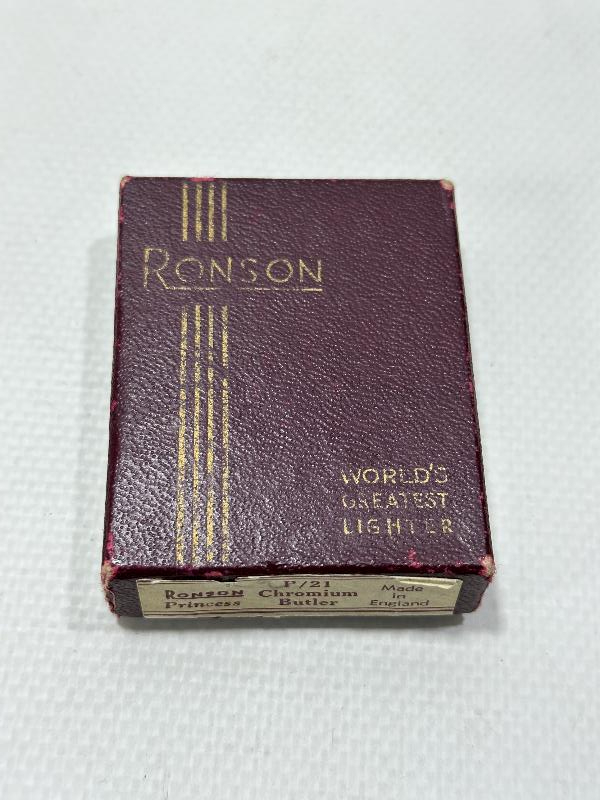 RONSON
WORLD'S
GREATEST
LIGHTER
RONSON
Princess
P/21
Chromium
Butler
Made
in
England